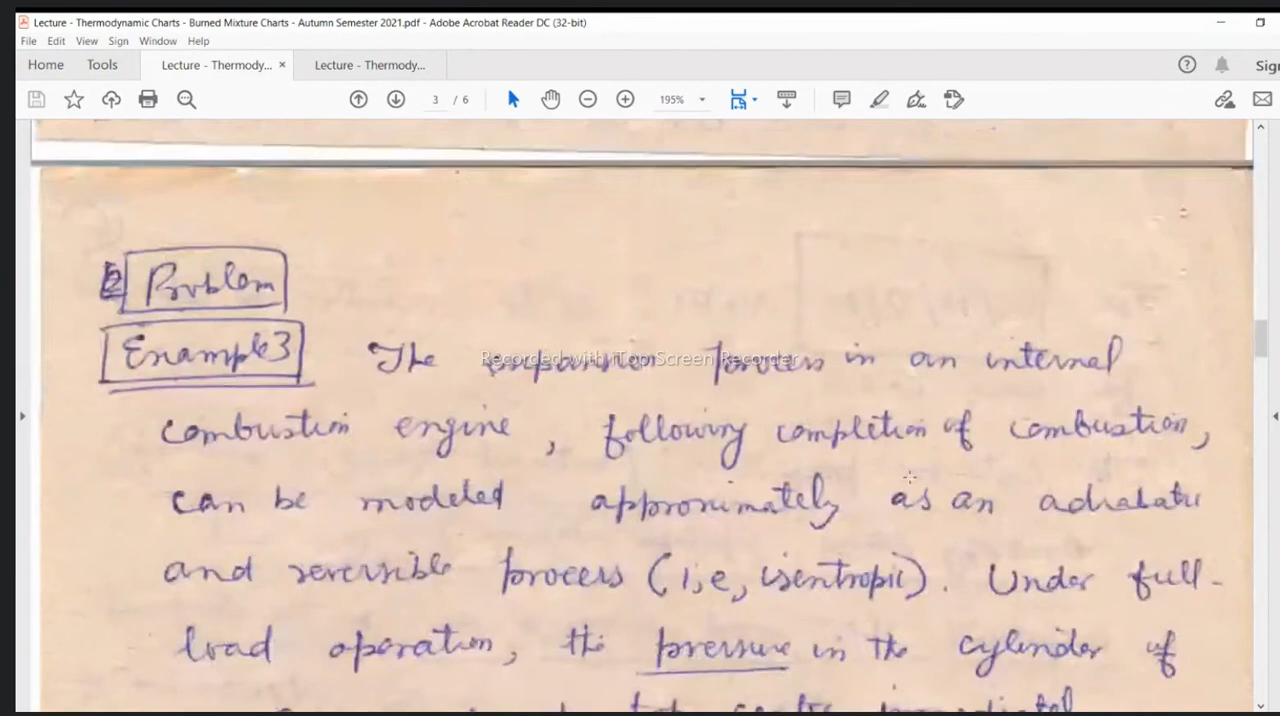 Lecture - Thermodynamic Charts - Burned Mixture Charts - Autumn Semester 2021.pdf - Adobe Acrobat Reader DC (32-bit)
File Edit View Sign Window Help
Home Tools Lecture - Thermody... × Lecture - Thermody... Sign
3 / 6 195%
Problem
Example3 The expansion process in an internal
Recorded with iTop Screen Recorder
combustion engine, following completion of combustion,
can be modeled approximately as an adiabatic
and reversible process (i,e, isentropic). Under full-
load operation, the pressure in the cylinder of